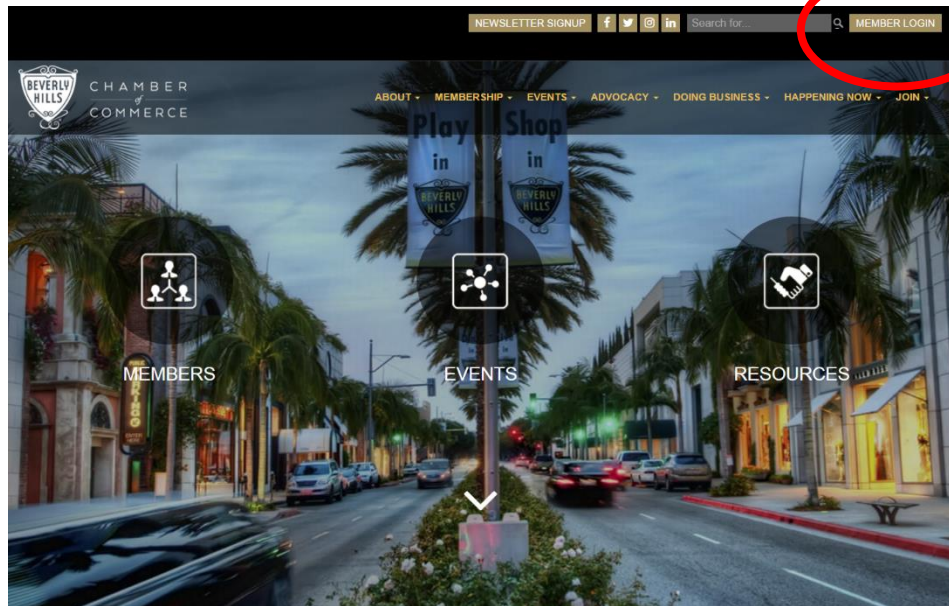 NEWSLETTER SIGNUP
Search for...
MEMBER LOGIN
BEVERLY
HILLS
CHAMBER
of
COMMERCE
ABOUT
MEMBERSHIP
EVENTS
ADVOCACY
DOING BUSINESS
HAPPENING NOW
JOIN
Play
in
BEVERLY
HILLS
Shop
in
BEVERLY
HILLS
MEMBERS
EVENTS
RESOURCES